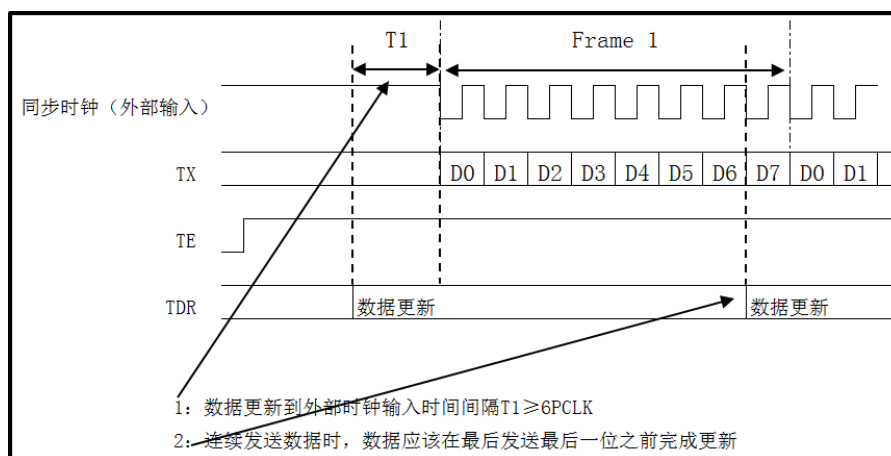 T1 Frame 1
同步时钟（外部输入）
TX D0 D1 D2 D3 D4 D5 D6 D7 D0 D1
TE
TDR 数据更新 数据更新
1: 数据更新到外部时钟输入时间间隔T1≥6PCLK
2: 连续发送数据时，数据应该在最后发送最后一位之前完成更新